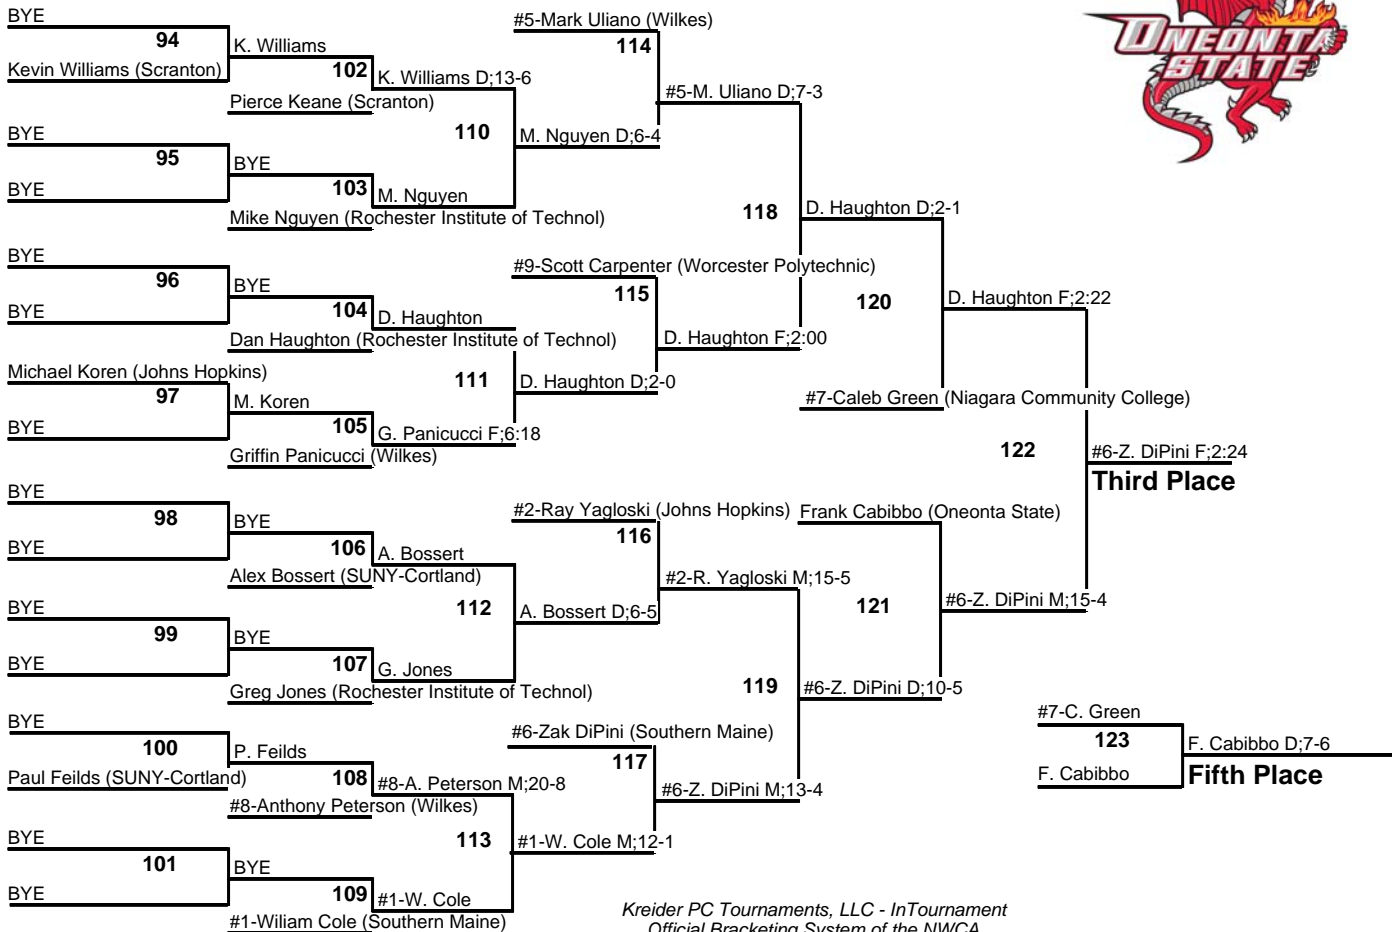 BYE
94
Kevin Williams (Scranton)
K. Williams
102
Pierce Keane (Scranton)
K. Williams D;13-6
BYE
95
BYE
BYE
103
Mike Nguyen (Rochester Institute of Technol)
M. Nguyen
110
M. Nguyen D;6-4
#5-Mark Uliano (Wilkes)
114
#5-M. Uliano D;7-3
BYE
96
BYE
BYE
104
Dan Haughton (Rochester Institute of Technol)
D. Haughton
Michael Koren (Johns Hopkins)
97
BYE
M. Koren
105
Griffin Panicucci (Wilkes)
G. Panicucci F;6:18
111
D. Haughton D;2-0
#9-Scott Carpenter (Worcester Polytechnic)
115
D. Haughton F;2:00
118
D. Haughton D;2-1
120
#7-Caleb Green (Niagara Community College)
D. Haughton F;2:22
BYE
98
BYE
BYE
106
Alex Bossert (SUNY-Cortland)
A. Bossert
BYE
99
BYE
BYE
107
Greg Jones (Rochester Institute of Technol)
G. Jones
112
A. Bossert D;6-5
#2-Ray Yagloski (Johns Hopkins)
116
#2-R. Yagloski M;15-5
BYE
100
Paul Feilds (SUNY-Cortland)
P. Feilds
108
#8-Anthony Peterson (Wilkes)
#8-A. Peterson M;20-8
BYE
101
BYE
BYE
109
#1-Wiliam Cole (Southern Maine)
#1-W. Cole
113
#1-W. Cole M;12-1
#6-Zak DiPini (Southern Maine)
117
#6-Z. DiPini M;13-4
119
#6-Z. DiPini D;10-5
Frank Cabibbo (Oneonta State)
121
#6-Z. DiPini M;15-4
122
#6-Z. DiPini F;2:24
Third Place
#7-C. Green
123
F. Cabibbo
F. Cabibbo D;7-6
Fifth Place
ONEONTA
STATE
Kreider PC Tournaments, LLC - InTournament
Official Bracketing System of the NWCA